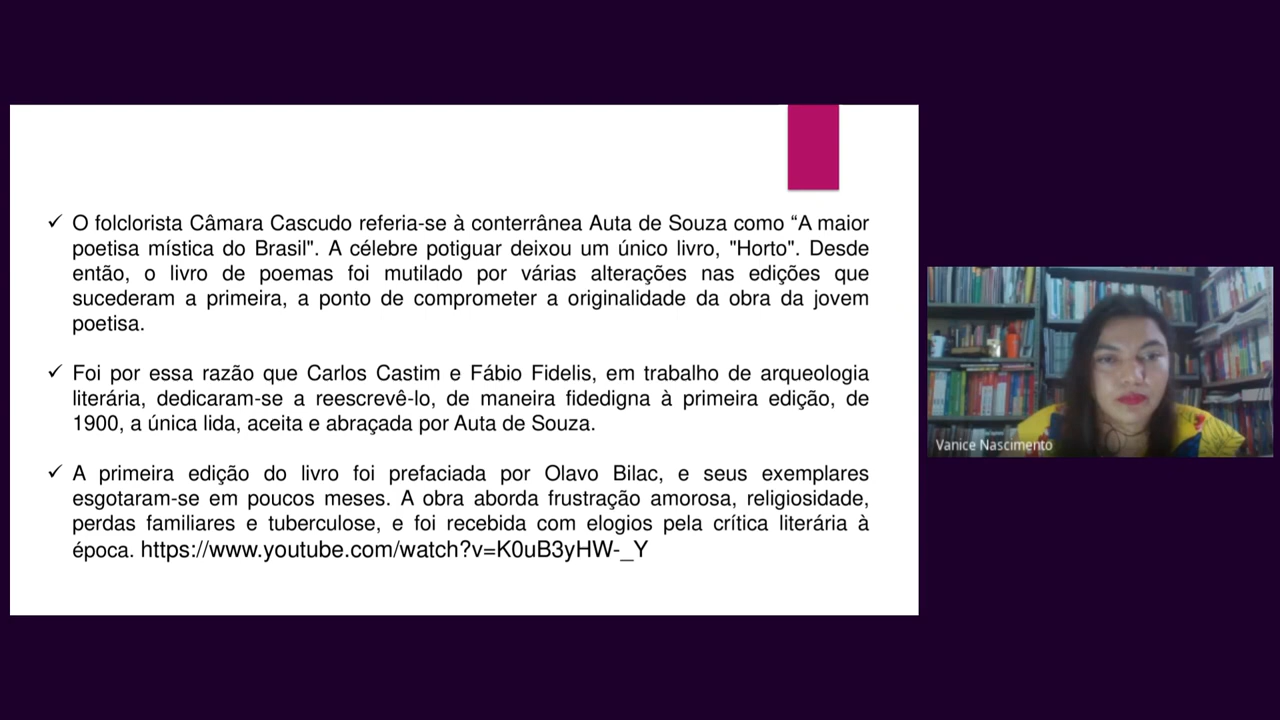 ✓ O folclorista Câmara Cascudo referia-se à conterrânea Auta de Souza como “A maior
poetisa mística do Brasil". A célebre potiguar deixou um único livro, "Horto". Desde
então, o livro de poemas foi mutilado por várias alterações nas edições que
sucederam a primeira, a ponto de comprometer a originalidade da obra da jovem
poetisa.
✓ Foi por essa razão que Carlos Castim e Fábio Fidelis, em trabalho de arqueologia
literária, dedicaram-se a reescrevê-lo, de maneira fidedigna à primeira edição, de
1900, a única lida, aceita e abraçada por Auta de Souza.
✓ A primeira edição do livro foi prefaciada por Olavo Bilac, e seus exemplares
esgotaram-se em poucos meses. A obra aborda frustração amorosa, religiosidade,
perdas familiares e tuberculose, e foi recebida com elogios pela crítica literária à
época. https://www.youtube.com/watch?v=K0uB3yHW-_Y
Vanice Nascimento